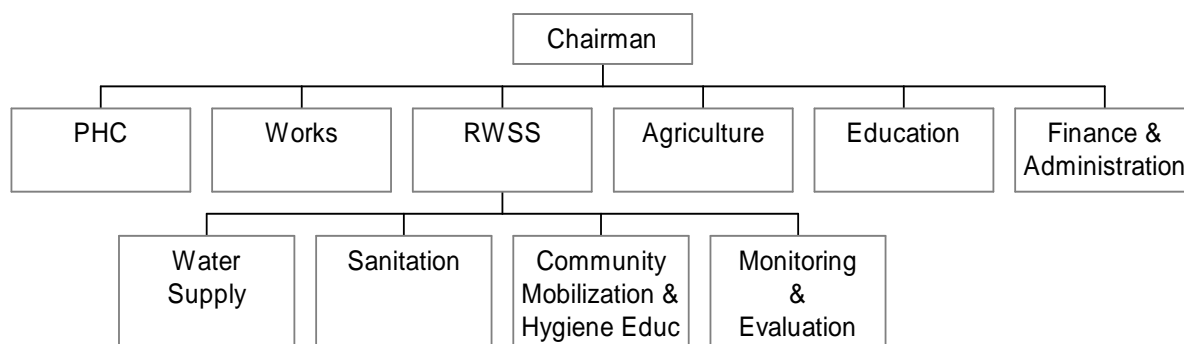 Chairman
PHC
Works
RWSS
Agriculture
Education
Finance &
Administration
Water
Supply
Sanitation
Community
Mobilization &
Hygiene Educ
Monitoring
&
Evaluation